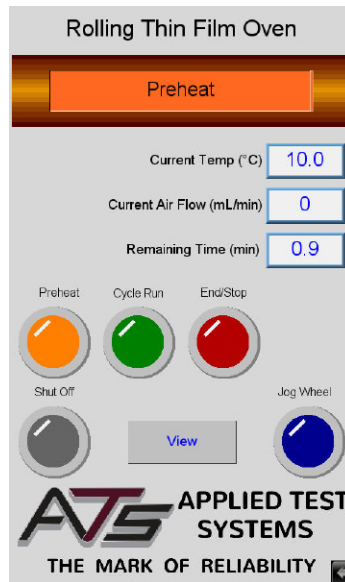 Rolling Thin Film Oven
Preheat
Current Temp (°C) 10.0
Current Air Flow (mL/min) 0
Remaining Time (min) 0.9
Preheat Cycle Run End/Stop
Shut Off Jog Wheel
View
ATS APPLIED TEST
SYSTEMS
THE MARK OF RELIABILITY